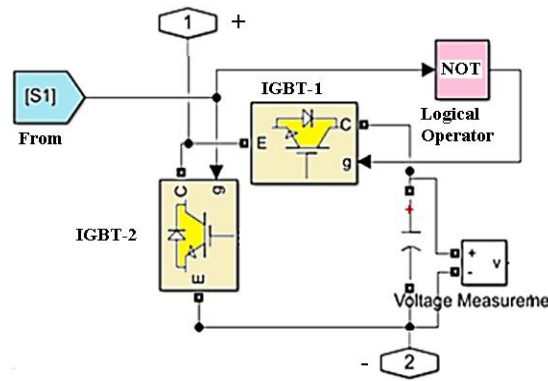 1
+
[S1]
From
IGBT-1
NOT
Logical
Operator
E
C
g
C
g
IGBT-2
E
+
+
-
v
Voltage Measureme
-
2